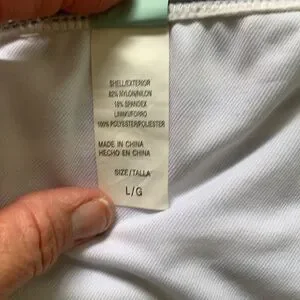 SHELL/EXTERIOR
82% NYLON/NILON
18% SPANDEX
LINING/FORRO
100% POLYESTER/POLIESTER
MADE IN CHINA
HECHO EN CHINA
SIZE/TALLA
L/G